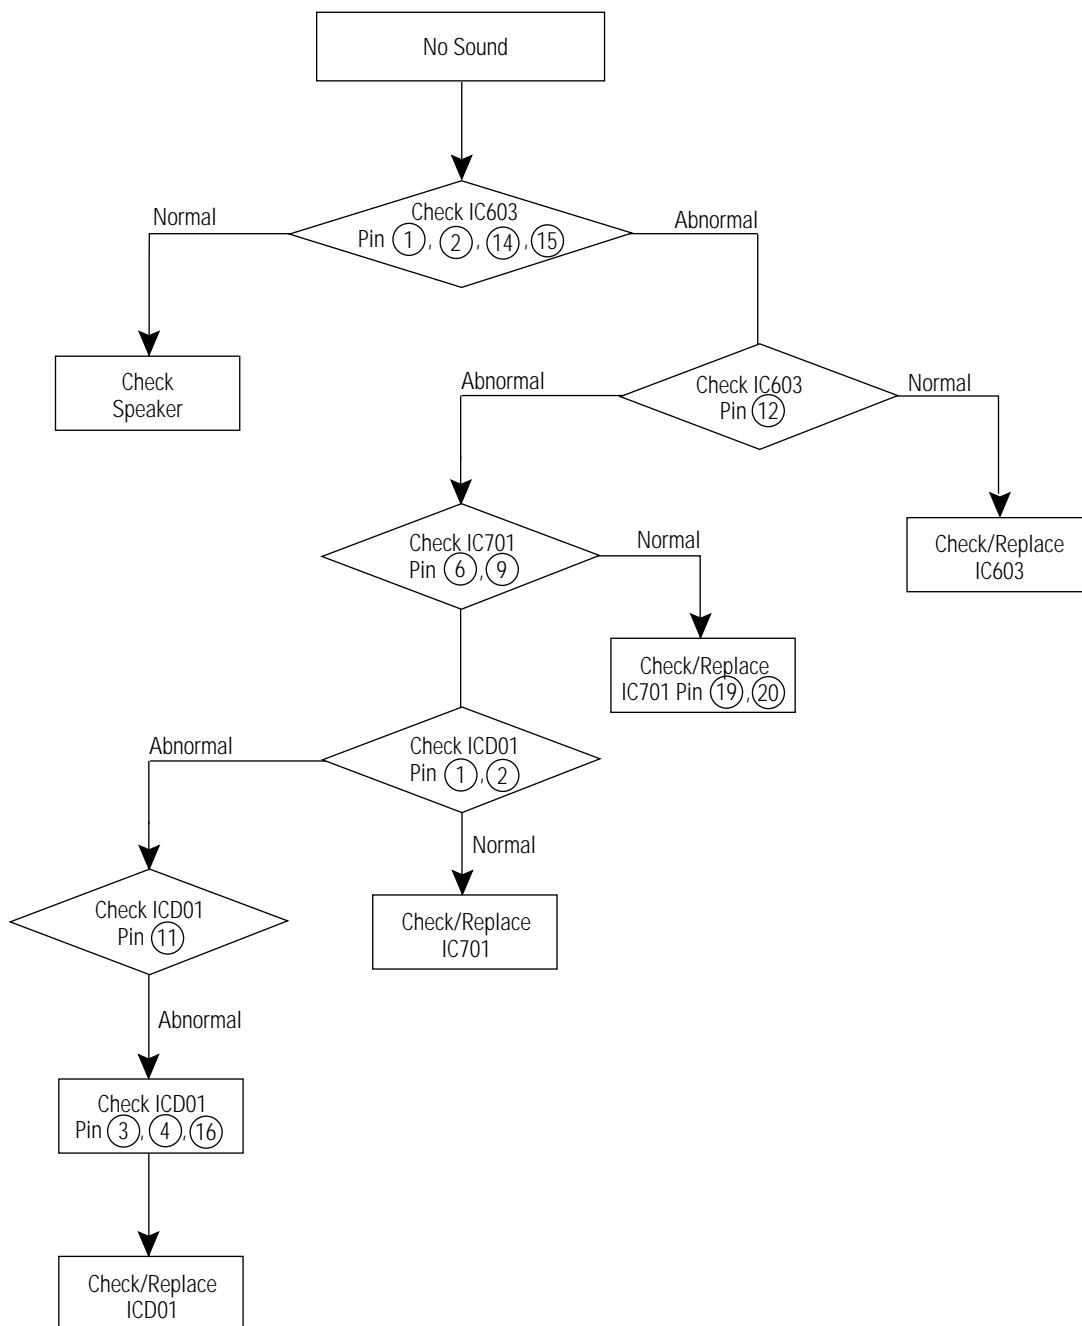 No Sound
Check IC603
Pin 1, 2, 14, 15
Normal
Abnormal
Check
Speaker
Check IC603
Pin 12
Abnormal
Normal
Check IC701
Pin 6, 9
Normal
Check/Replace
IC603
Check/Replace
IC701 Pin 19, 20
Check ICD01
Pin 1, 2
Abnormal
Normal
Check ICD01
Pin 11
Check/Replace
IC701
Abnormal
Check ICD01
Pin 3, 4, 16
Check/Replace
ICD01